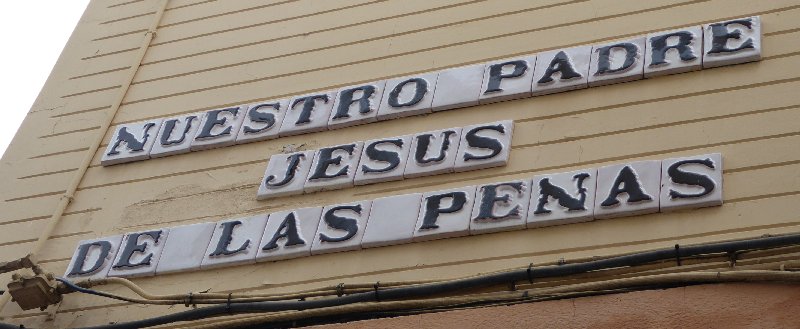 NUESTRO PADRE
JESUS
DE LAS PENAS